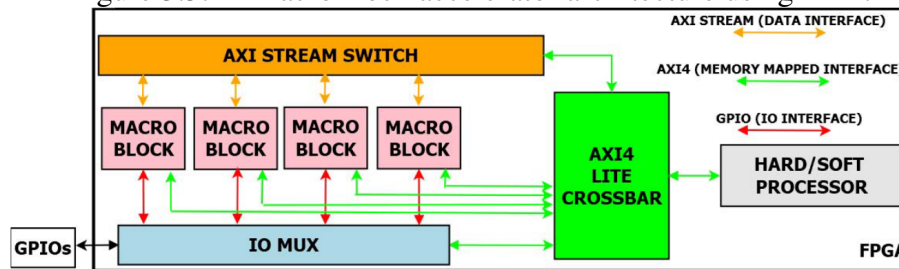 AXI STREAM (DATA INTERFACE)
AXI STREAM SWITCH
AXI4 (MEMORY MAPPED INTERFACE)
MACRO
BLOCK
MACRO
BLOCK
MACRO
BLOCK
MACRO
BLOCK
GPIO (IO INTERFACE)
AXI4
LITE
CROSSBAR
HARD/SOFT
PROCESSOR
GPIOs
IO MUX
FPGA